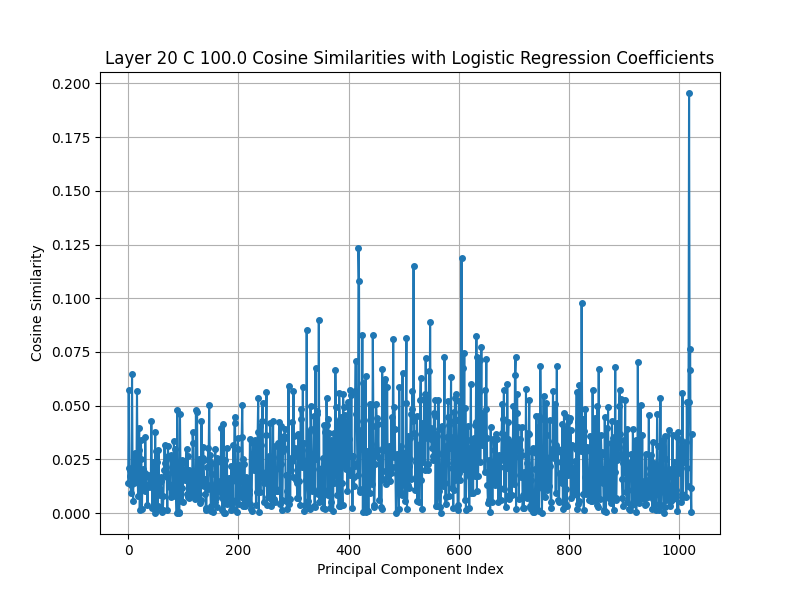 Layer 20 C 100.0 Cosine Similarities with Logistic Regression Coefficients
0.200
0.175
0.150
0.125
0.100
0.075
0.050
0.025
0.000
Cosine Similarity
0 200 400 600 800 1000
Principal Component Index